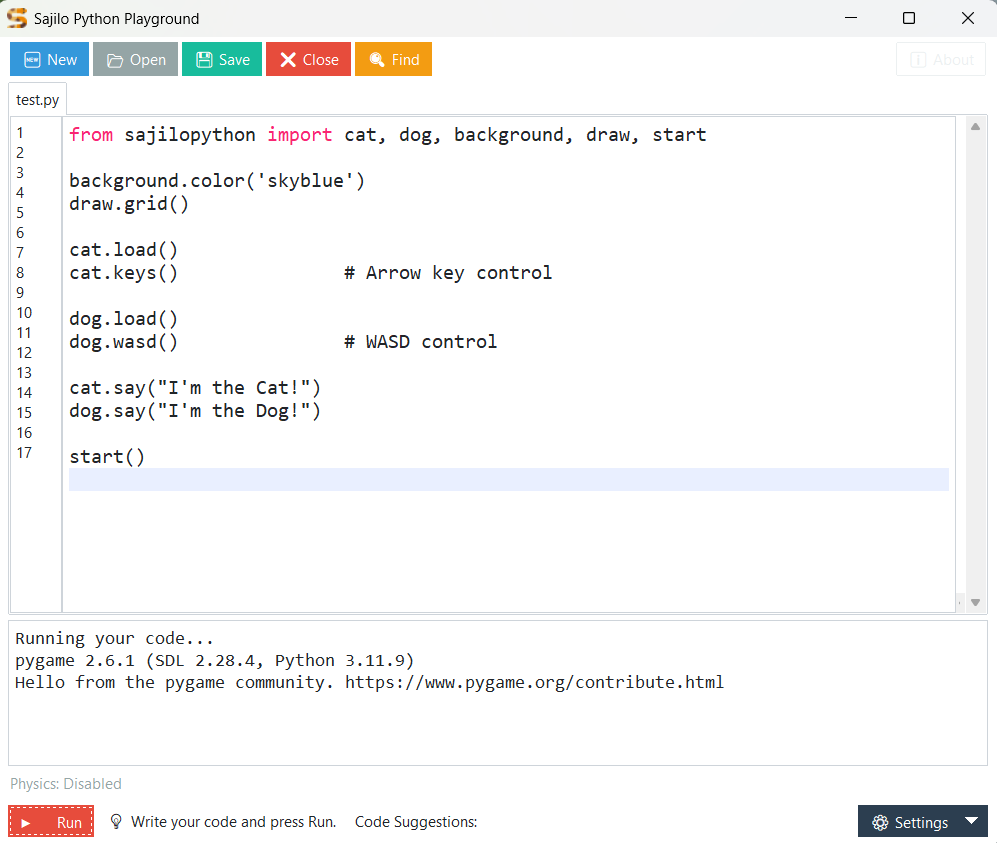 Sajilo Python Playground
New Open Save Close Find About
test.py
1 from sajilopython import cat, dog, background, draw, start
2
3 background.color('skyblue')
4 draw.grid()
5
6 cat.load()
7 cat.keys() # Arrow key control
8
9 dog.load()
10 dog.wasd() # WASD control
11
12 cat.say("I'm the Cat!")
13 dog.say("I'm the Dog!")
14
15 start()
16
17
Running your code...
pygame 2.6.1 (SDL 2.28.4, Python 3.11.9)
Hello from the pygame community. https://www.pygame.org/contribute.html
Physics: Disabled
Run Write your code and press Run. Code Suggestions: Settings